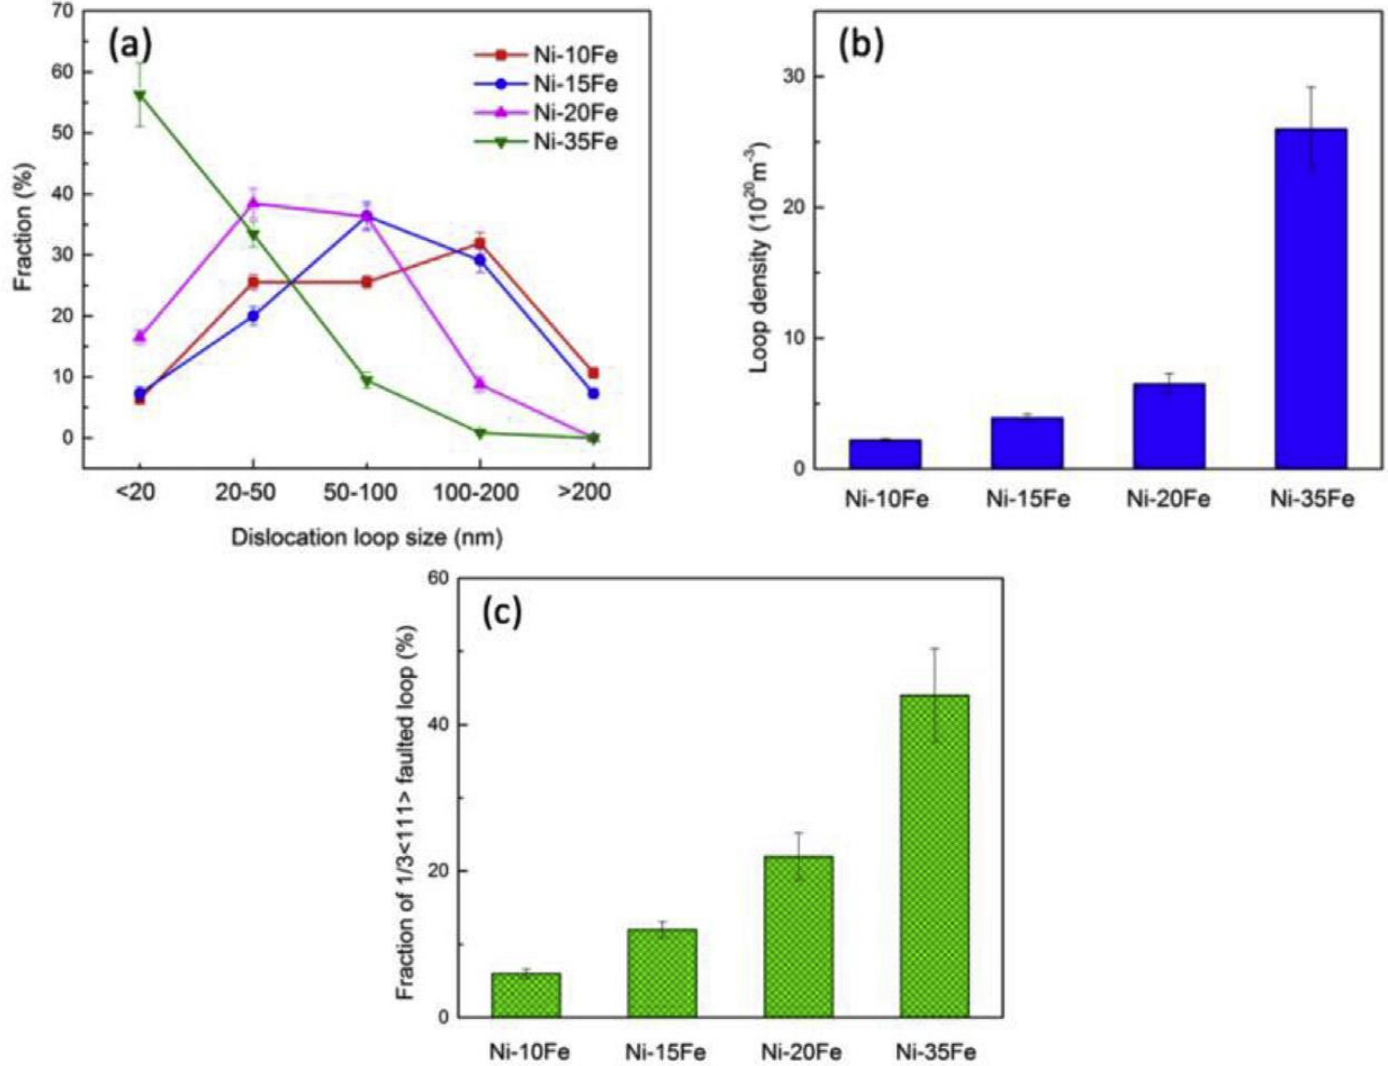 (a)
Ni-10Fe
Ni-15Fe
Ni-20Fe
Ni-35Fe
70
60
50
40
30
20
10
0
Fraction (%)
<20 20-50 50-100 100-200 >200
Dislocation loop size (nm)
(b)
30
20
10
0
Loop density (10²⁰m⁻³)
Ni-10Fe Ni-15Fe Ni-20Fe Ni-35Fe
(c)
60
40
20
0
Fraction of 1/3<111> faulted loop (%)
Ni-10Fe Ni-15Fe Ni-20Fe Ni-35Fe